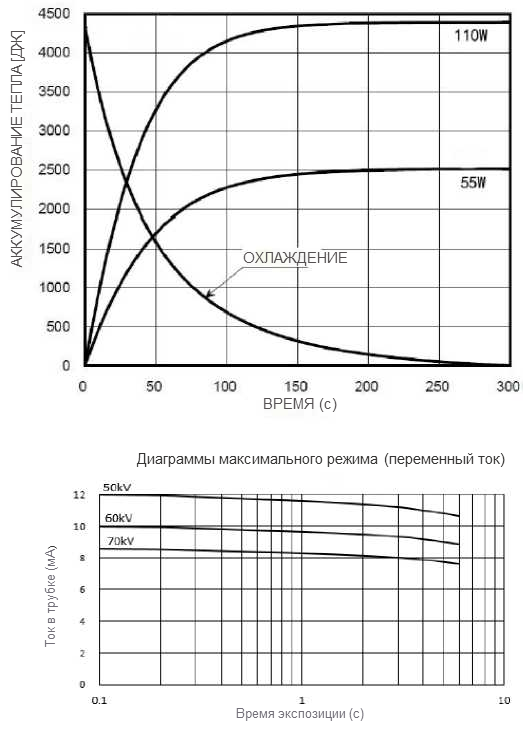 АККУМУЛИРОВАНИЕ ТЕПЛА [ДЖ]
4500
4000
3500
3000
2500
2000
1500
1000
500
0
110W
55W
ОХЛАЖДЕНИЕ
0 50 100 150 200 250 300
ВРЕМЯ (с)
Диаграммы максимального режима (переменный ток)
Ток в трубке (мА)
12
10
8
6
4
2
0
50kV
60kV
70kV
0.1 1 10
Время экспозиции (с)